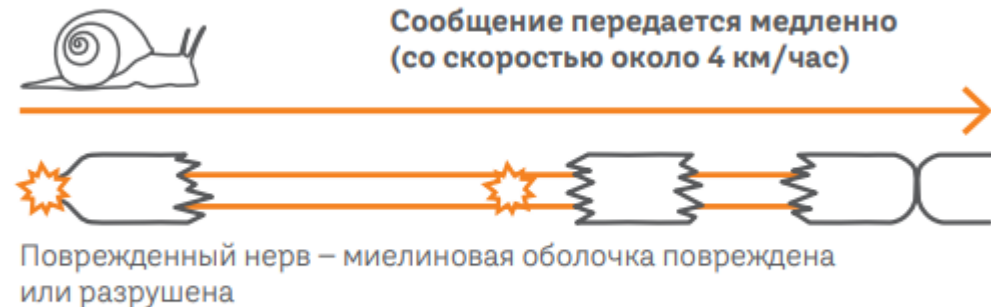 Сообщение передается медленно
(со скоростью около 4 км/час)
Поврежденный нерв – миелиновая оболочка повреждена
или разрушена